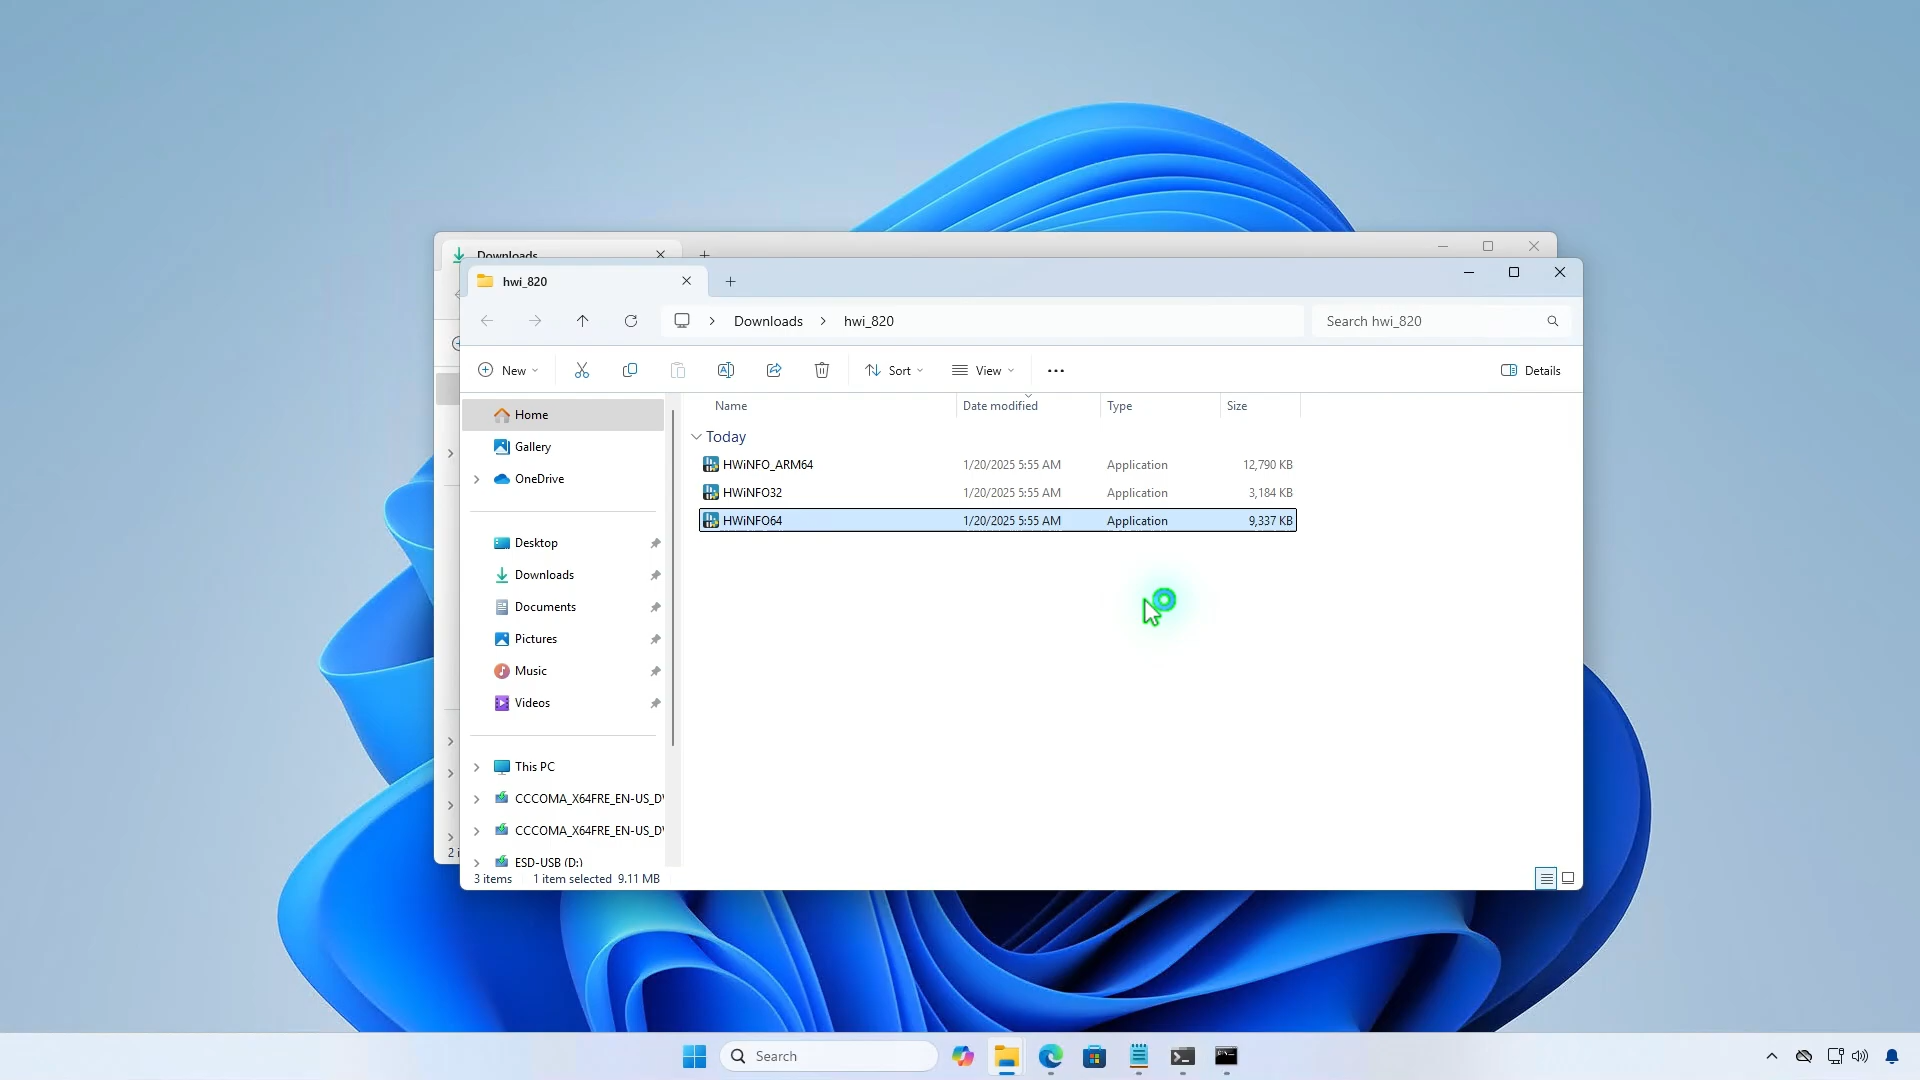 Downloads
hwi_820
Downloads
hwi_820
Search hwi_820
New
Sort
View
Details
Name
Date modified
Type
Size
Home
Gallery
OneDrive
Desktop
Downloads
Documents
Pictures
Music
Videos
This PC
CCCOMA_X64FRE_EN-US_D
CCCOMA_X64FRE_EN-US_D
ESD-USB (D:)
Today
HWiNFO_ARM64 1/20/2025 5:55 AM Application 12,790 KB
HWiNFO32 1/20/2025 5:55 AM Application 3,184 KB
HWiNFO64 1/20/2025 5:55 AM Application 9,337 KB
2 i
3 items 1 item selected 9.11 MB
Search